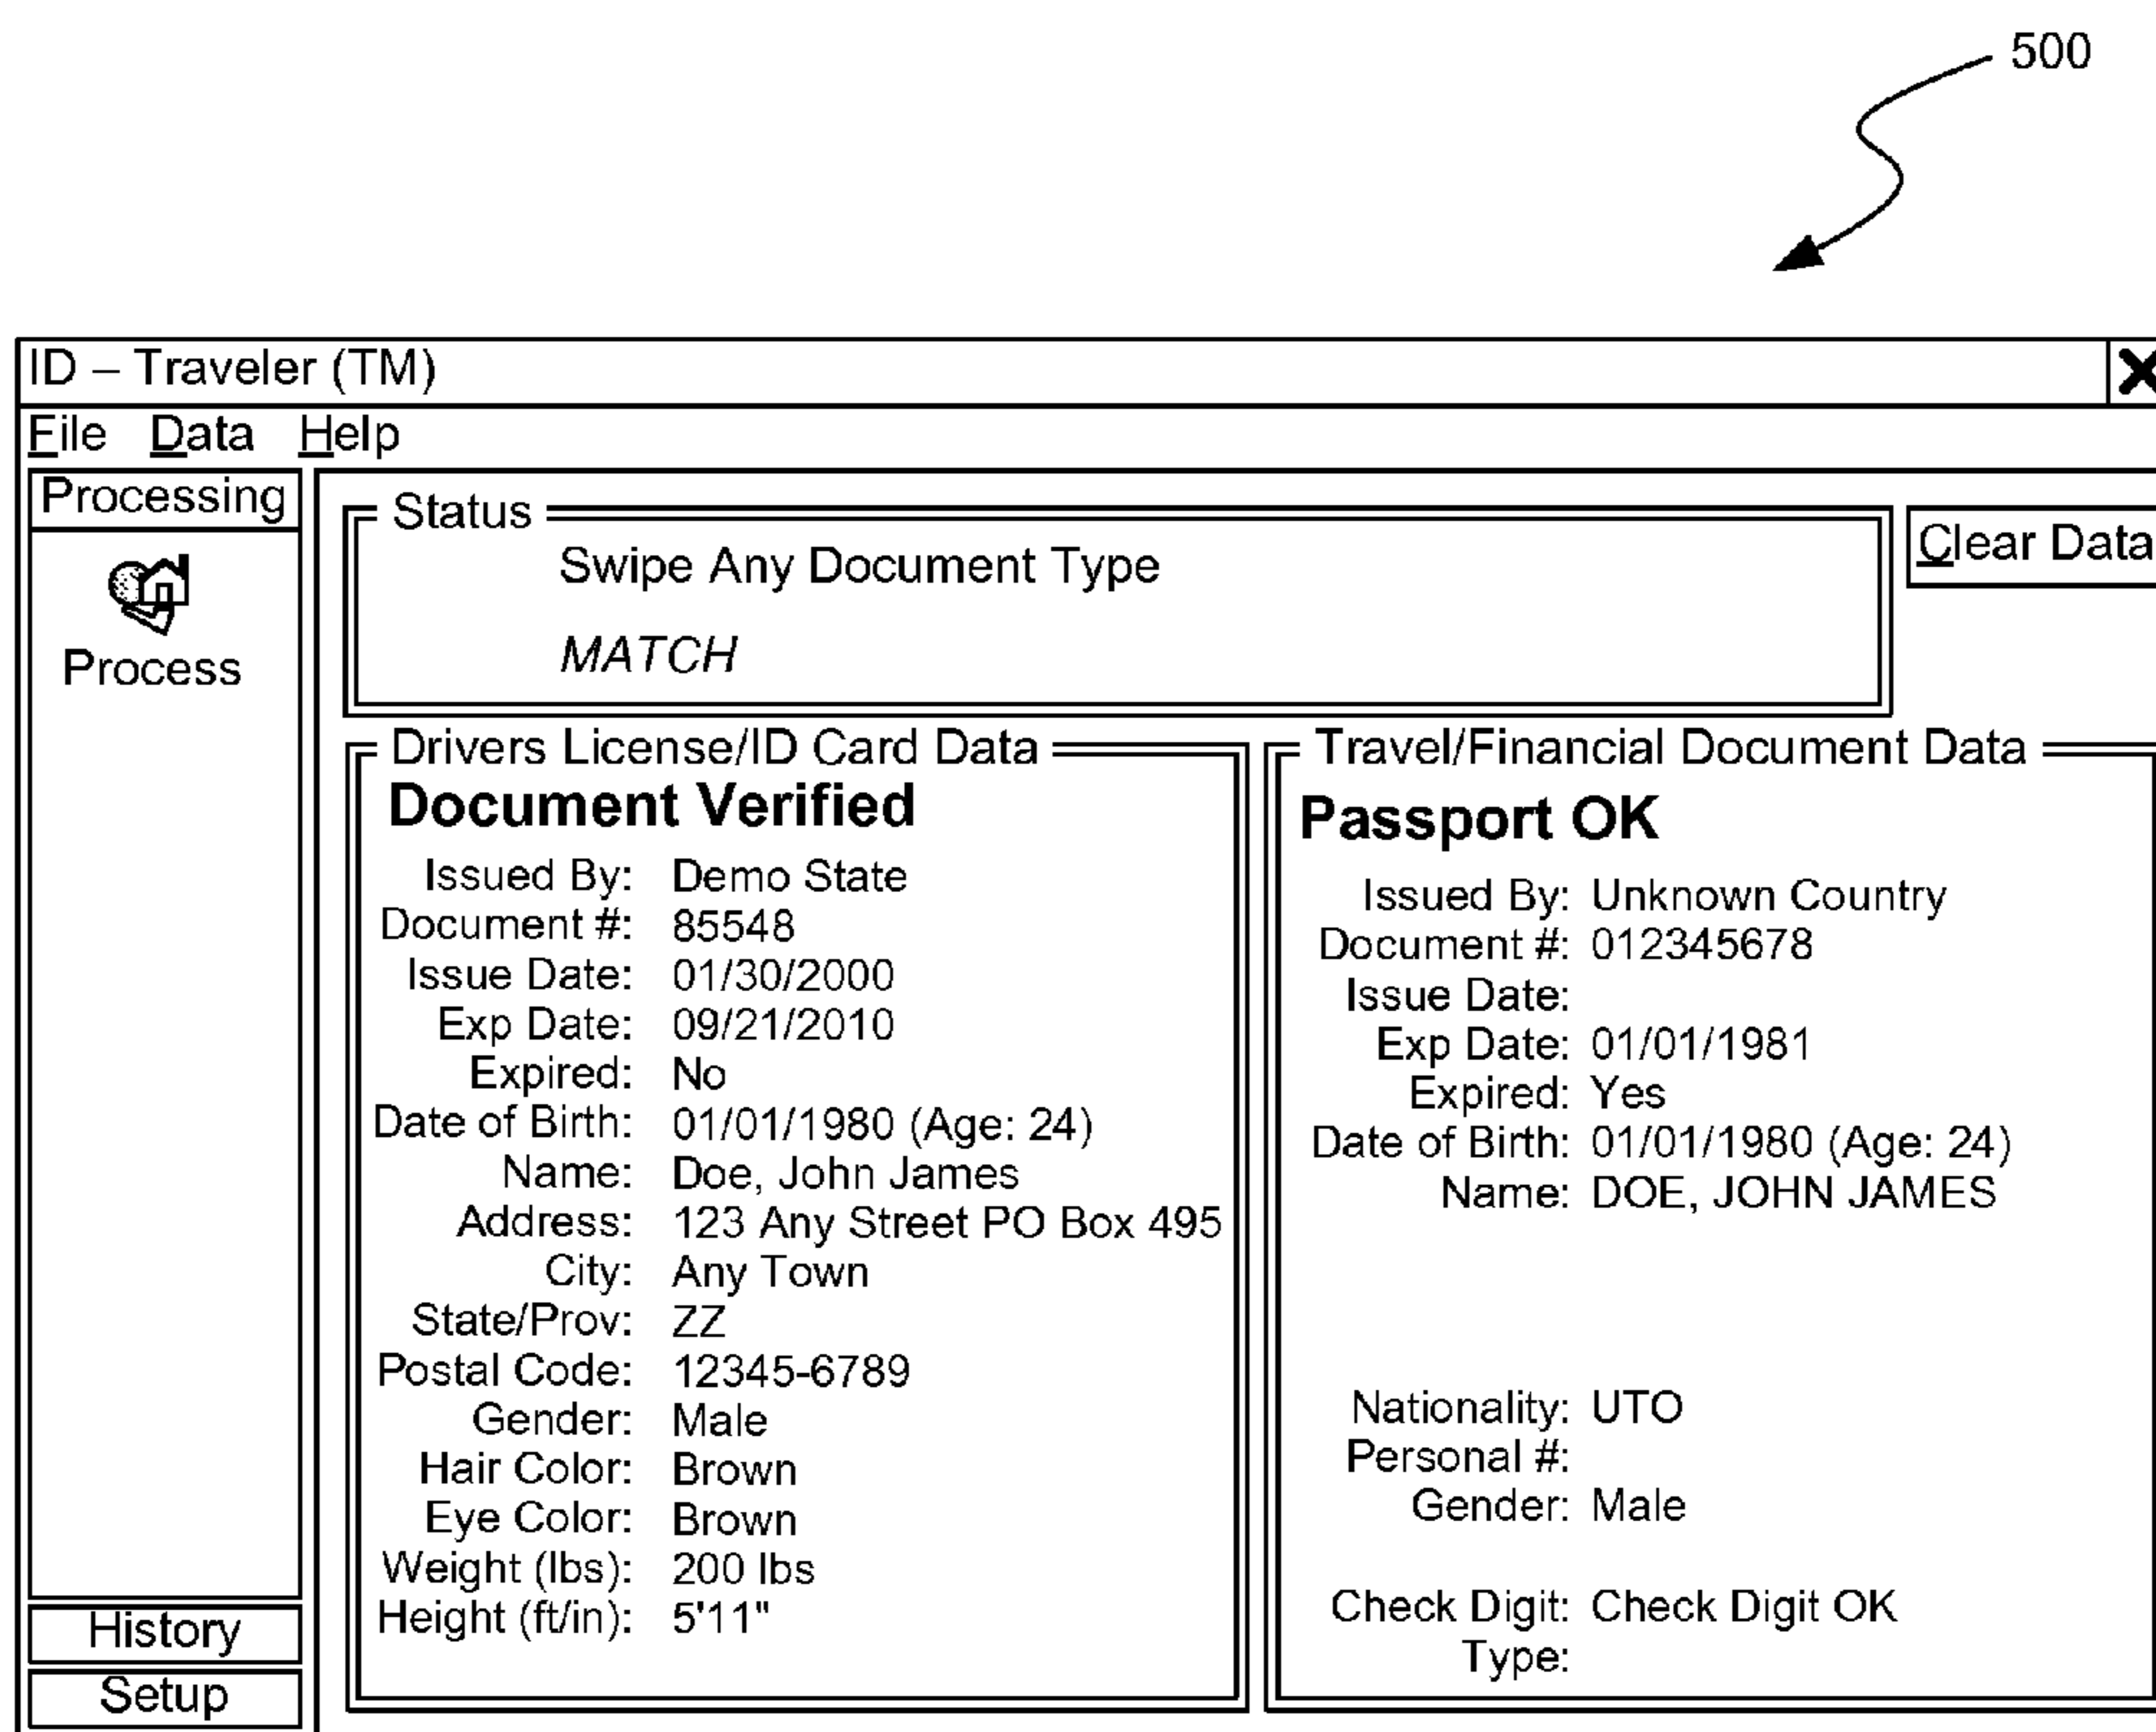 500
ID – Traveler (TM)
File Data Help
Processing
Process
History
Setup
Status
Swipe Any Document Type
MATCH
Clear Data
Drivers License/ID Card Data
Document Verified
Issued By: Demo State
Document #: 85548
Issue Date: 01/30/2000
Exp Date: 09/21/2010
Expired: No
Date of Birth: 01/01/1980 (Age: 24)
Name: Doe, John James
Address: 123 Any Street PO Box 495
City: Any Town
State/Prov: ZZ
Postal Code: 12345-6789
Gender: Male
Hair Color: Brown
Eye Color: Brown
Weight (lbs): 200 lbs
Height (ft/in): 5'11"
Travel/Financial Document Data
Passport OK
Issued By: Unknown Country
Document #: 012345678
Issue Date:
Exp Date: 01/01/1981
Expired: Yes
Date of Birth: 01/01/1980 (Age: 24)
Name: DOE, JOHN JAMES
Nationality: UTO
Personal #:
Gender: Male
Check Digit: Check Digit OK
Type: